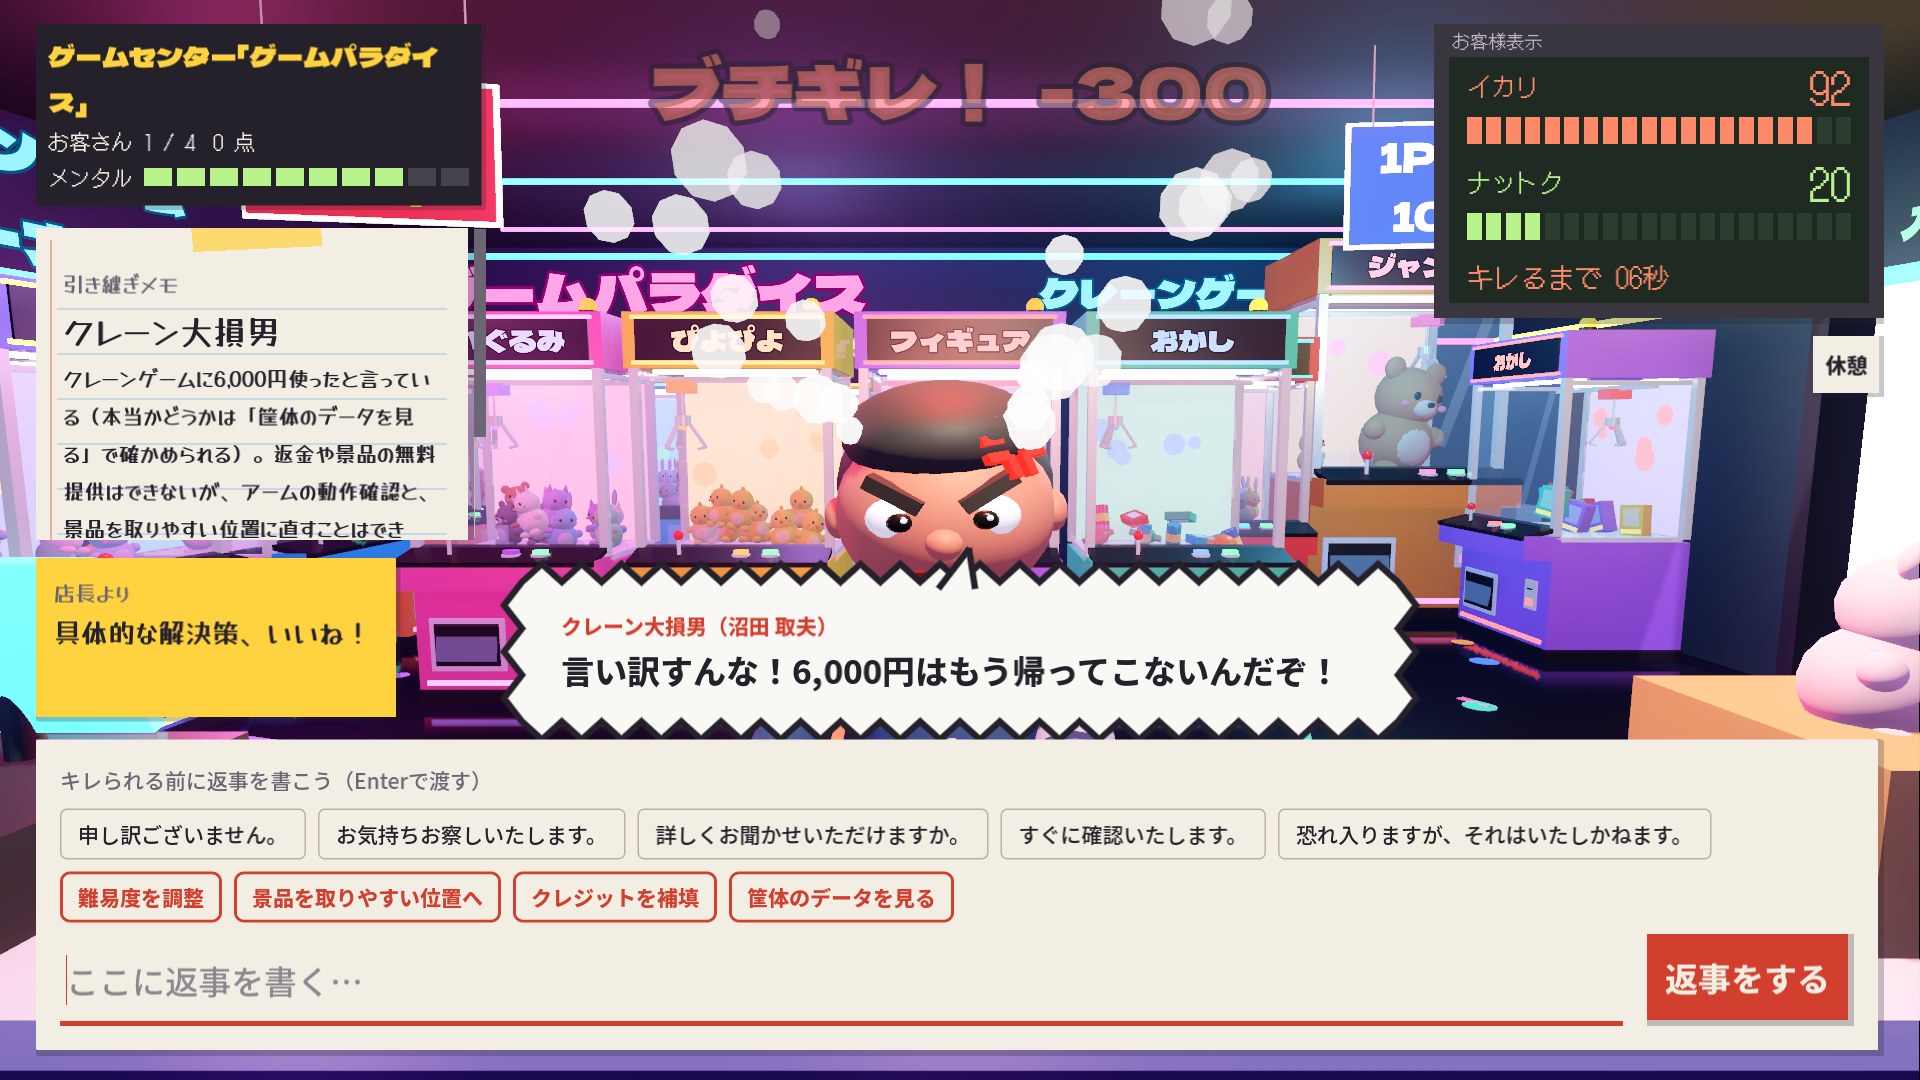 ゲームセンター「ゲームパラダイ
ス」
お客さん 1/4 0点
メンタル
ブチギレ！ -300
お客様表示
イカリ 92
ナットク 20
キレるまで 06秒
休憩
1P
10
ジャン
ームパラダイス
クレーンゲー
ぐるみ
ぴよぴよ
フィギュア
おかし
おかし
引き継ぎメモ
クレーン大損男
クレーンゲームに6,000円使ったと言ってい
る（本当かどうかは「筐体のデータを見
る」で確かめられる）。返金や景品の無料
提供はできないが、アームの動作確認と、
景品を取りやすい位置に直すことはでき
店長より
具体的な解決策、いいね！
クレーン大損男（沼田 取夫）
言い訳すんな！6,000円はもう帰ってこないんだぞ！
キレられる前に返事を書こう（Enterで渡す）
申し訳ございません。
お気持ちお察しいたします。
詳しくお聞かせいただけますか。
すぐに確認いたします。
恐れ入りますが、それはいたしかねます。
難易度を調整
景品を取りやすい位置へ
クレジットを補填
筐体のデータを見る
ここに返事を書く…
返事をする